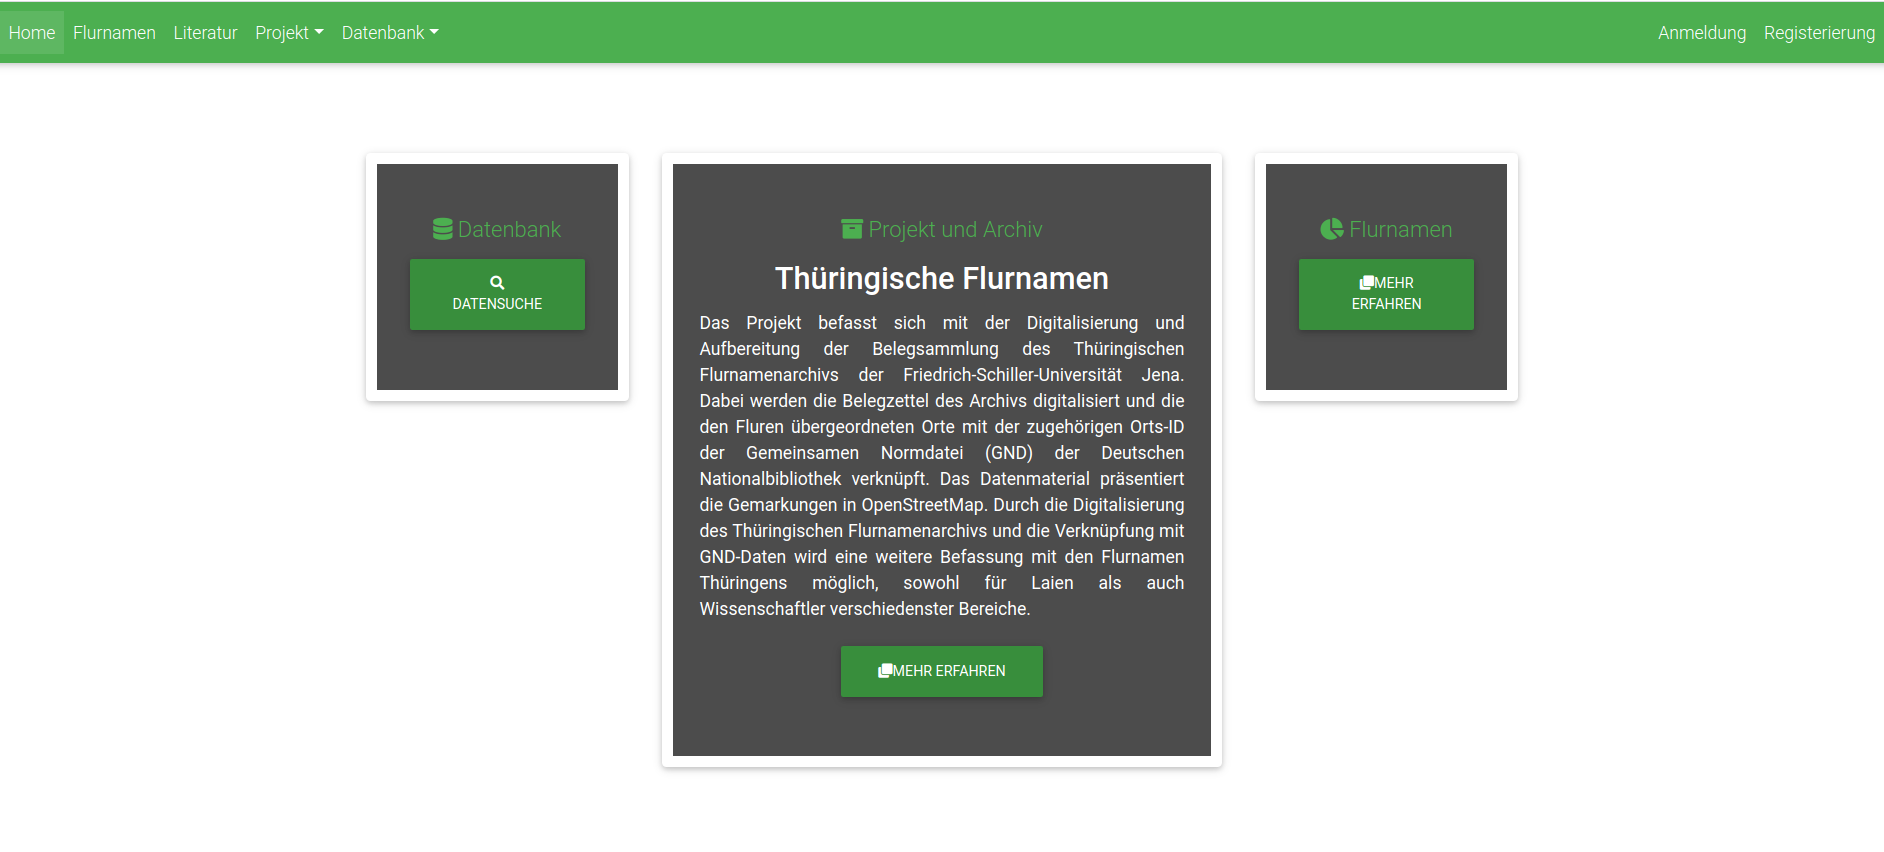 Home Flurnamen Literatur Projekt Datenbank Anmeldung Registerierung
Datenbank
DATENSUCHE
Projekt und Archiv
Thüringische Flurnamen
Das Projekt befasst sich mit der Digitalisierung und
Aufbereitung der Belegsammlung des Thüringischen
Flurnamenarchivs der Friedrich-Schiller-Universität Jena.
Dabei werden die Belegzettel des Archivs digitalisiert und die
den Fluren übergeordneten Orte mit der zugehörigen Orts-ID
der Gemeinsamen Normdatei (GND) der Deutschen
Nationalbibliothek verknüpft. Das Datenmaterial präsentiert
die Gemarkungen in OpenStreetMap. Durch die Digitalisierung
des Thüringischen Flurnamenarchivs und die Verknüpfung mit
GND-Daten wird eine weitere Befassung mit den Flurnamen
Thüringens möglich, sowohl für Laien als auch
Wissenschaftler verschiedenster Bereiche.
MEHR ERFAHREN
Flurnamen
MEHR
ERFAHREN